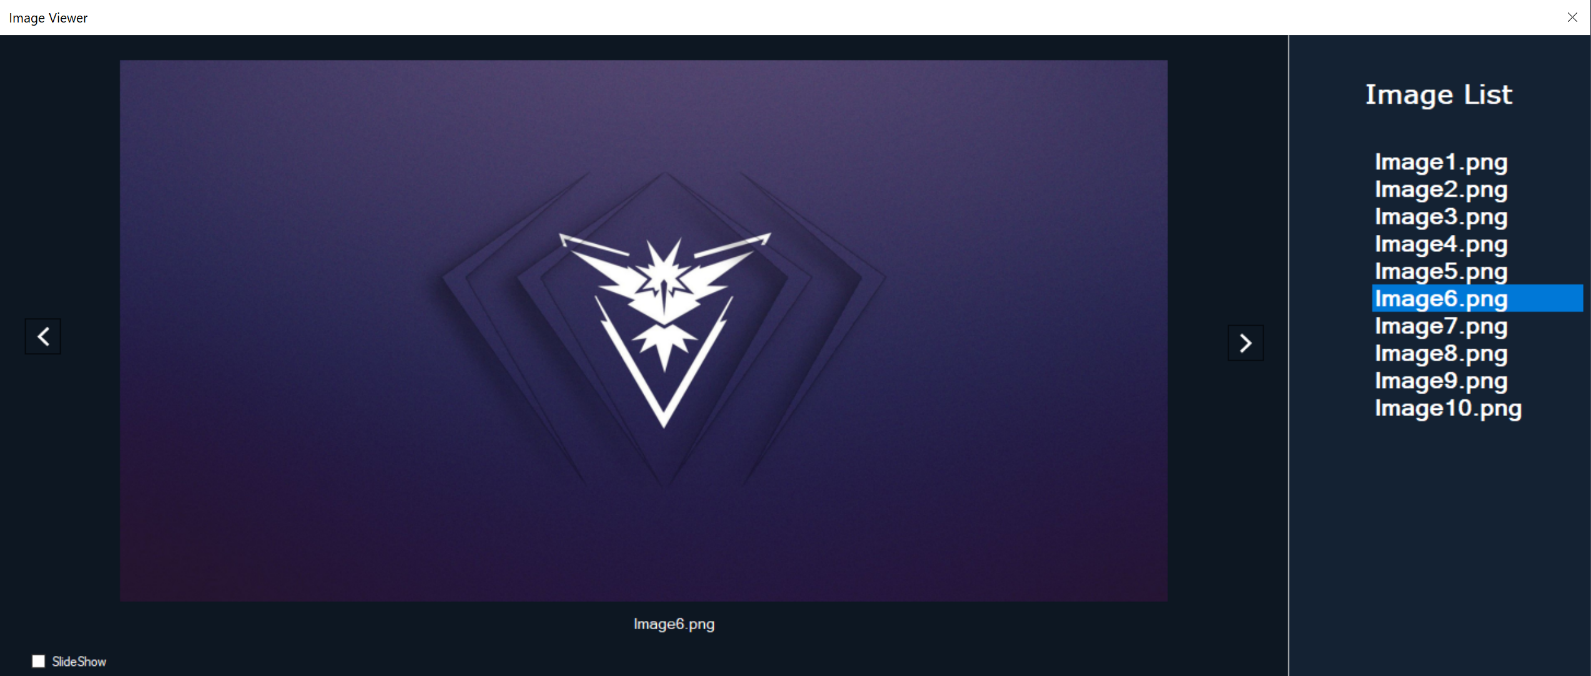 Image Viewer
Image List
Image1.png
Image2.png
Image3.png
Image4.png
Image5.png
Image6.png
Image7.png
Image8.png
Image9.png
Image10.png
Image6.png
SlideShow